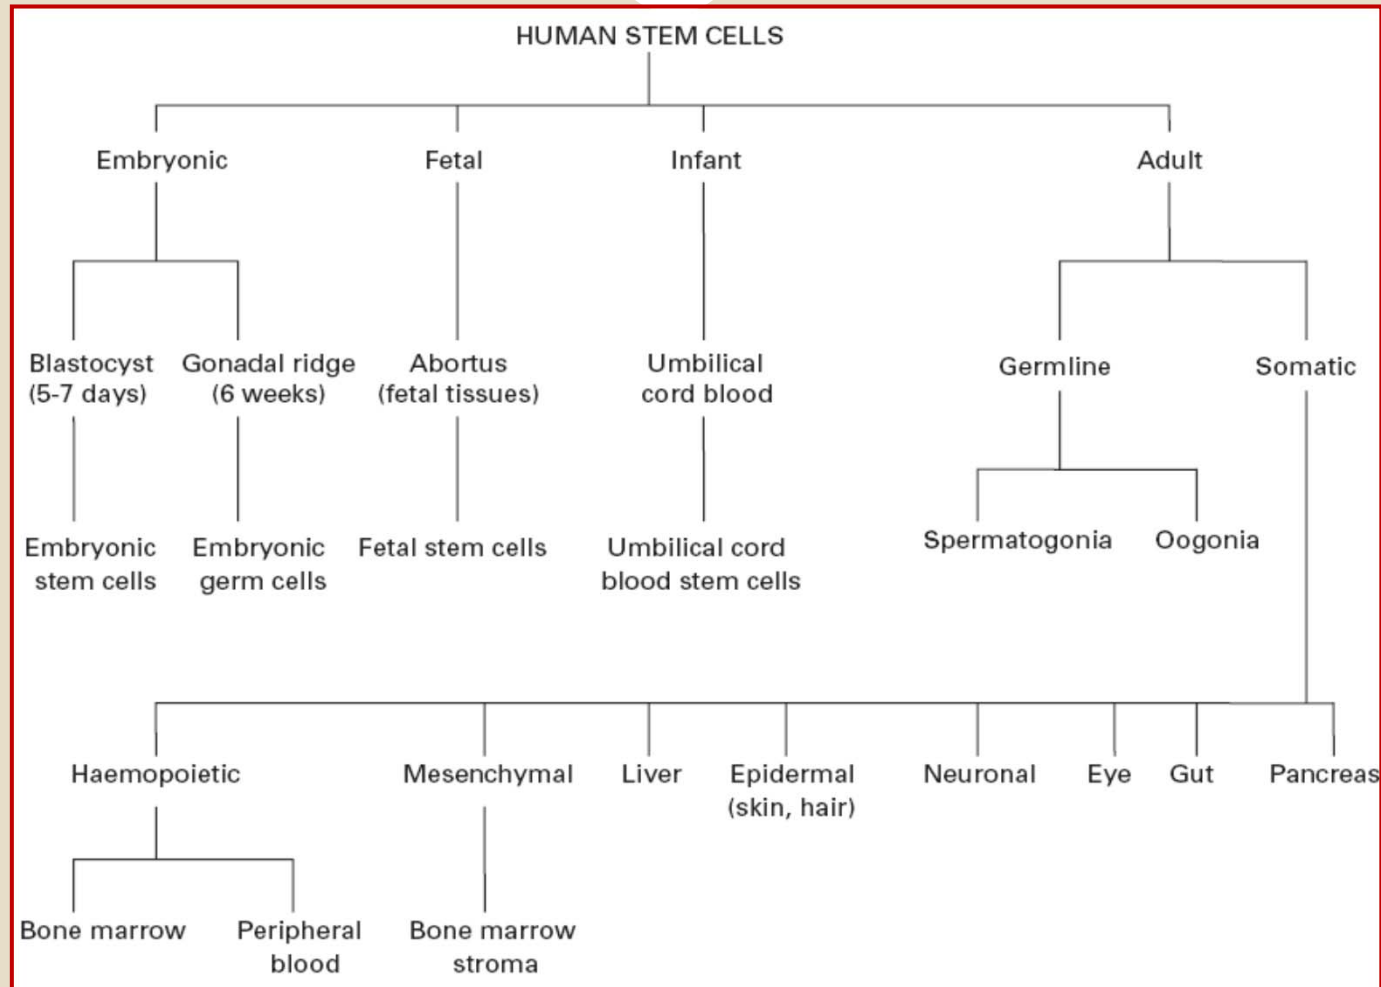 HUMAN STEM CELLS
Embryonic
Fetal
Infant
Adult
Blastocyst
(5-7 days)
Gonadal ridge
(6 weeks)
Abortus
(fetal tissues)
Umbilical
cord blood
Germline
Somatic
Embryonic
stem cells
Embryonic
germ cells
Fetal stem cells
Umbilical cord
blood stem cells
Spermatogonia
Oogonia
Haemopoietic
Mesenchymal
Liver
Epidermal
(skin, hair)
Neuronal
Eye
Gut
Pancreas
Bone marrow
Peripheral
blood
Bone marrow
stroma